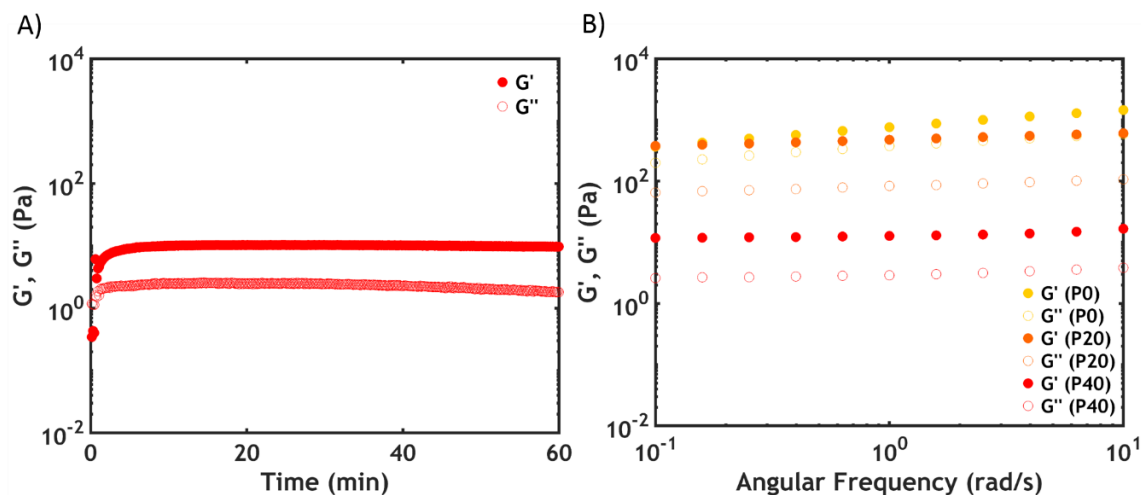 A)
10^4
10^2
10^0
10^-2
G', G'' (Pa)
G'
G''
0
20
40
60
Time (min)
B)
10^4
10^2
10^0
10^-2
G', G'' (Pa)
G' (P0)
G'' (P0)
G' (P20)
G'' (P20)
G' (P40)
G'' (P40)
10^-1
10^0
10^1
Angular Frequency (rad/s)